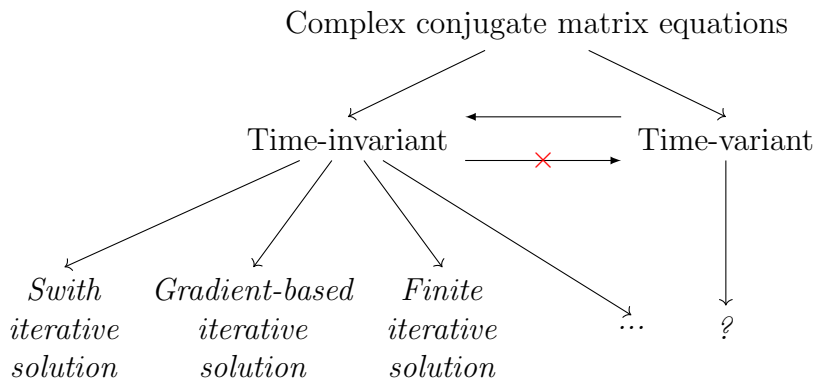 Complex conjugate matrix equations
Time-invariant
Time-variant
Swith
iterative
solution
Gradient-based
iterative
solution
Finite
iterative
solution
...
?